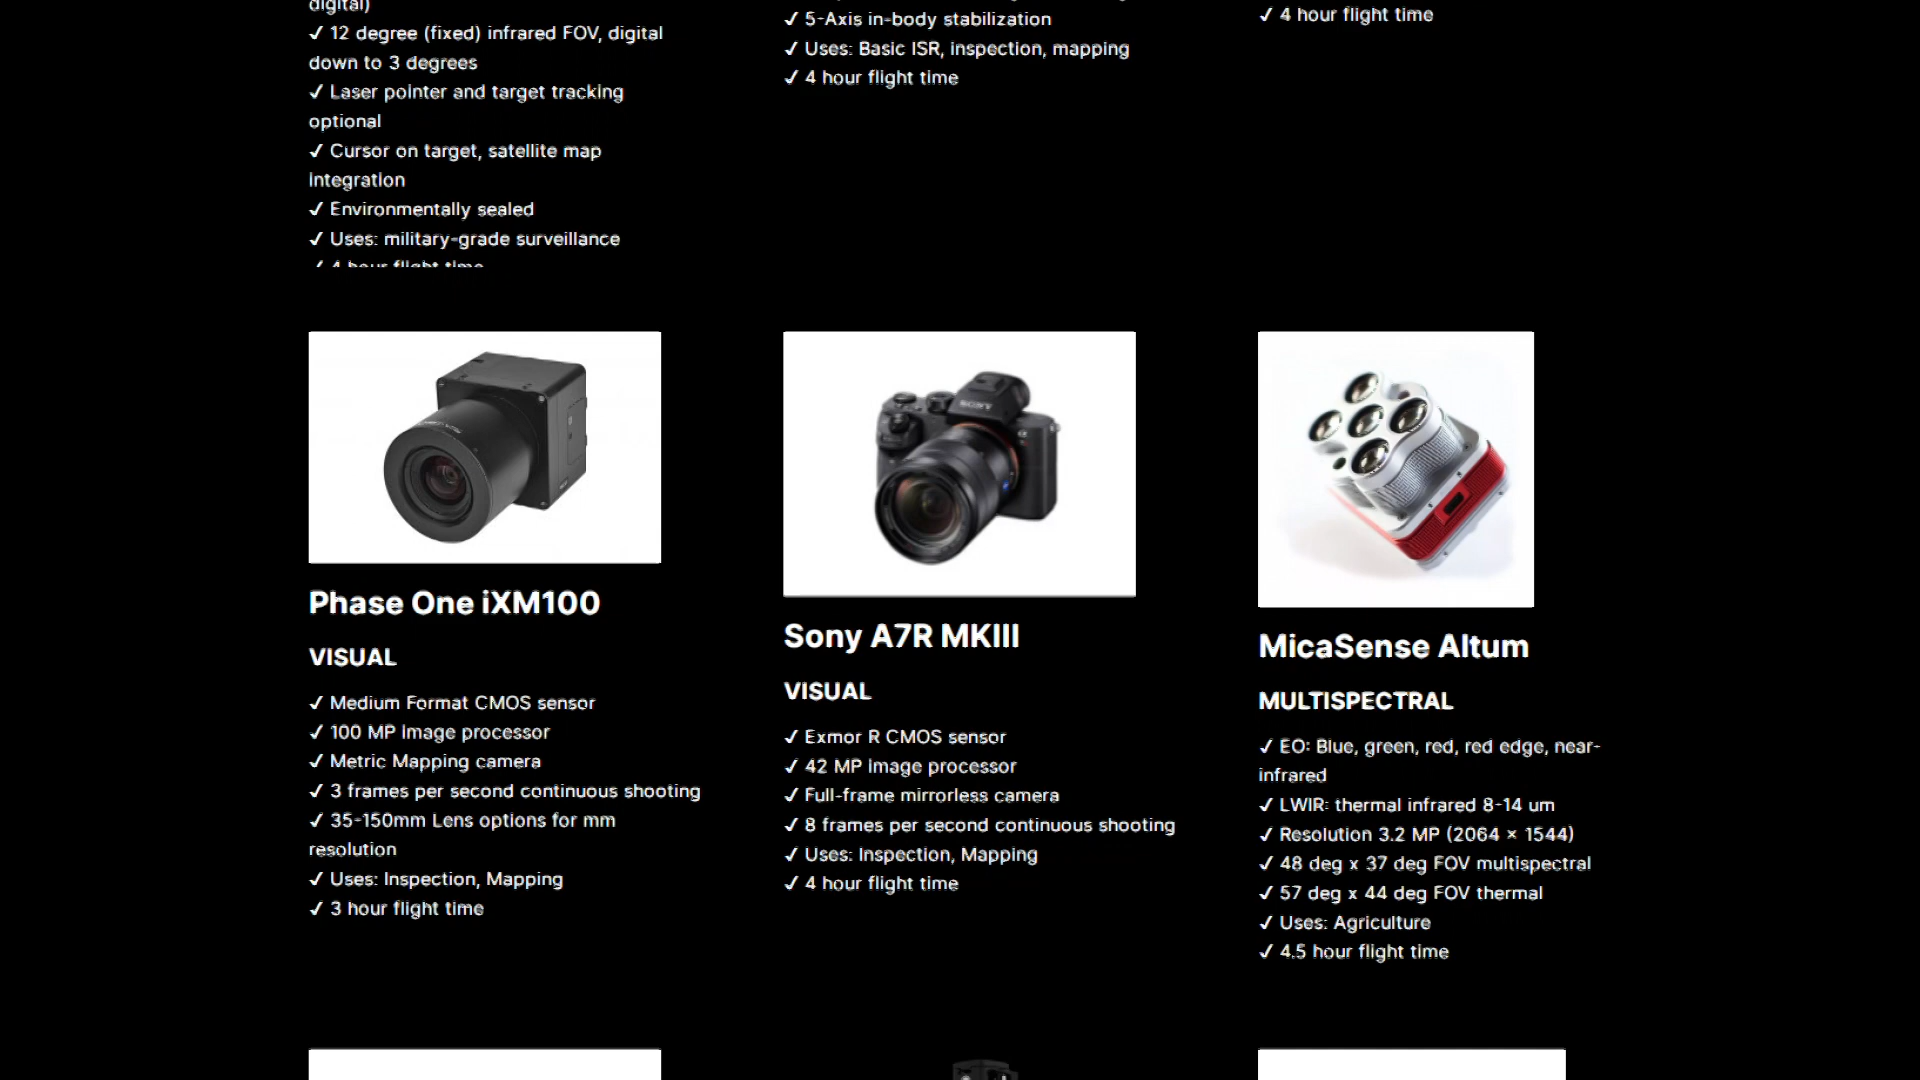 digital)
✓ 12 degree (fixed) infrared FOV, digital
down to 3 degrees
✓ Laser pointer and target tracking
optional
✓ Cursor on target, satellite map
integration
✓ Environmentally sealed
✓ Uses: military-grade surveillance
✓ 4 hour flight time
✓ 5-Axis in-body stabilization
✓ Uses: Basic ISR, inspection, mapping
✓ 4 hour flight time
✓ 4 hour flight time
Phase One iXM100
VISUAL
✓ Medium Format CMOS sensor
✓ 100 MP image processor
✓ Metric Mapping camera
✓ 3 frames per second continuous shooting
✓ 35-150mm Lens options for mm
resolution
✓ Uses: Inspection, Mapping
✓ 3 hour flight time
SONY
Sony A7R MKIII
VISUAL
✓ Exmor R CMOS sensor
✓ 42 MP image processor
✓ Full-frame mirrorless camera
✓ 8 frames per second continuous shooting
✓ Uses: Inspection, Mapping
✓ 4 hour flight time
MicaSense Altum
MULTISPECTRAL
✓ EO: Blue, green, red, red edge, near-
infrared
✓ LWIR: thermal infrared 8-14 um
✓ Resolution 3.2 MP (2064 × 1544)
✓ 48 deg x 37 deg FOV multispectral
✓ 57 deg x 44 deg FOV thermal
✓ Uses: Agriculture
✓ 4.5 hour flight time